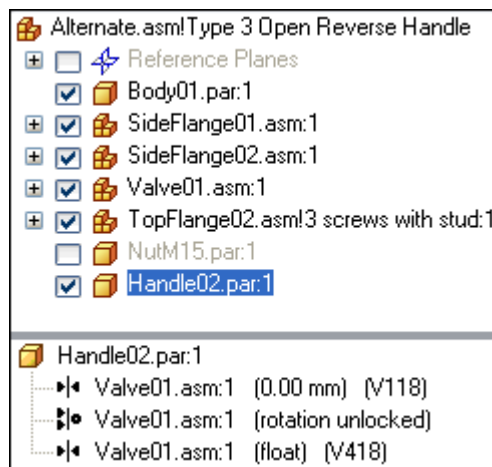 Alternate.asm!Type 3 Open Reverse Handle
Reference Planes
Body01.par:1
SideFlange01.asm:1
SideFlange02.asm:1
Valve01.asm:1
TopFlange02.asm!3 screws with stud:1
NutM15.par:1
Handle02.par:1
Handle02.par:1
Valve01.asm:1 (0.00 mm) (V118)
Valve01.asm:1 (rotation unlocked)
Valve01.asm:1 (float) (V418)